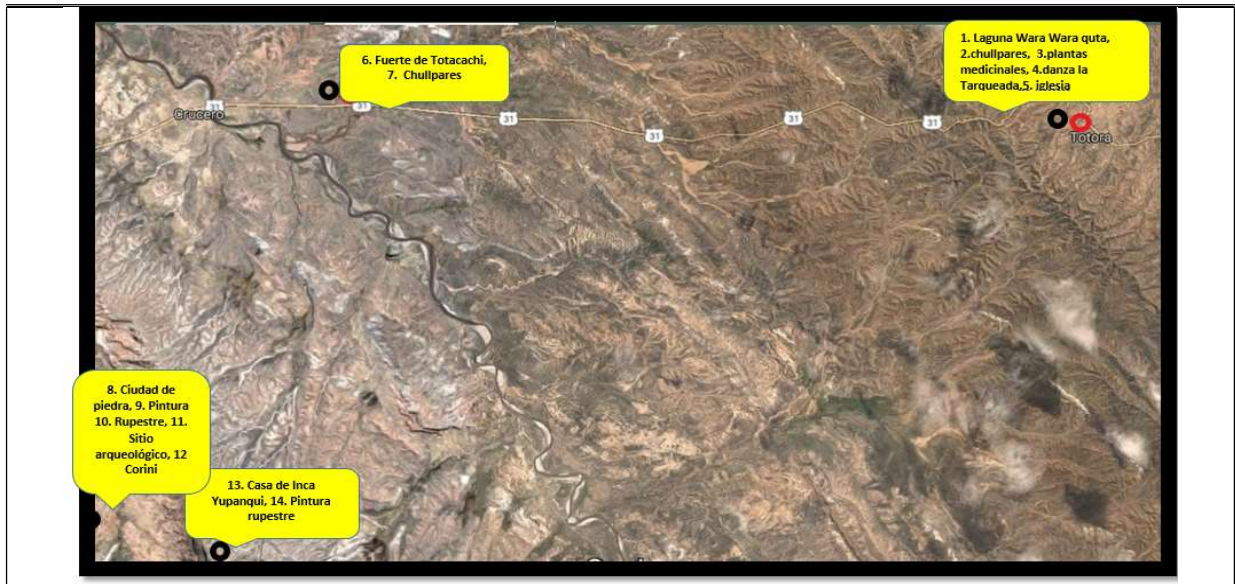 1. Laguna Wara Wara quta,
2.chullpares, 3.plantas
medicinales, 4.danza la
Tarqueada,5. iglesia
6. Fuerte de Totacachi,
7. Chullpares
31
Crucero
31
31
31
31
31
Totora
8. Ciudad de
piedra, 9. Pintura
10. Rupestre, 11.
Sitio
arqueológico, 12
Corini
13. Casa de Inca
Yupanqui, 14. Pintura
rupestre